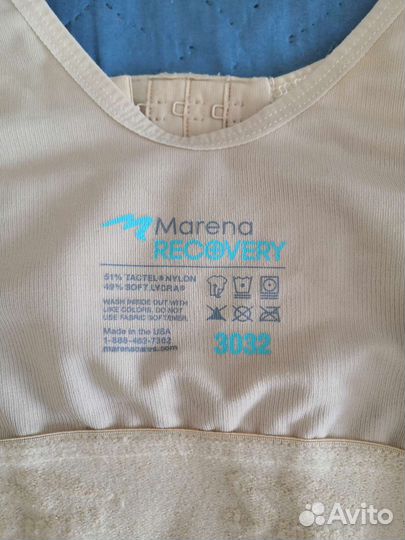 Marena
RECOVERY
51% TACTEL® NYLON
49% SOFT LYCRA®
WASH INSIDE OUT WITH
LIKE COLORS. DO NOT
USE FABRIC SOFTENER.
Made in the USA
1-888-462-7362
marenagroup.com
3032
Avito